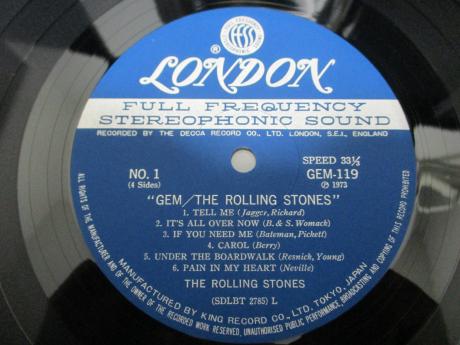 FULL FREQUENCY STEREOPHONIC SOUND
ffss
® LONDON
FULL FREQUENCY
STEREOPHONIC SOUND
RECORDED BY THE DECCA RECORD CO., LTD. LONDON, S.E.I., ENGLAND
NO. 1
(4 Sides)
SPEED 33⅓
GEM-119
Ⓟ 1973
"GEM/THE ROLLING STONES"
1. TELL ME (Jagger, Richard)
2. IT'S ALL OVER NOW (B. & S. Womack)
3. IF YOU NEED ME (Bateman, Pickett)
4. CAROL (Berry)
5. UNDER THE BOARDWALK (Resnick, Young)
6. PAIN IN MY HEART (Neville)
THE ROLLING STONES
(SDLBT 2785) L
ALL RIGHTS OF THE MANUFACTURER AND OF THE OWNER OF THE RECORDED WORK RESERVED, UNAUTHORISED PUBLIC PERFORMANCE, BROADCASTING AND COPYING OF THIS RECORD PROHIBITED
MANUFACTURED BY KING RECORD CO., LTD. TOKYO, JAPAN